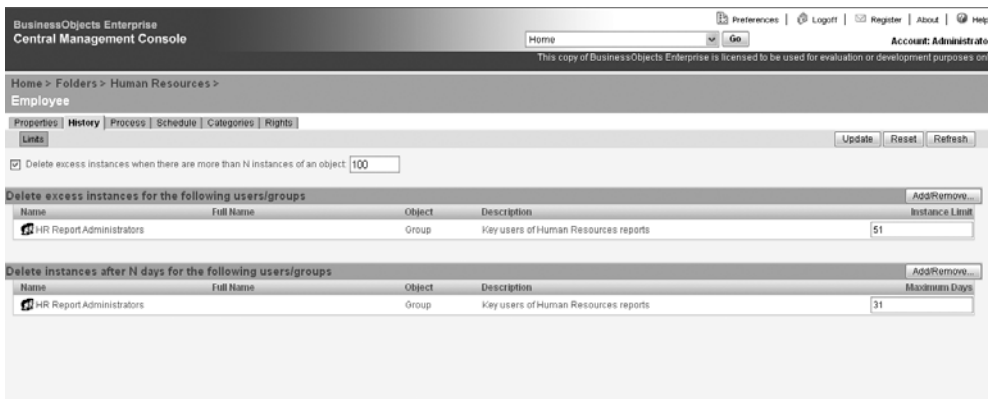 BusinessObjects Enterprise
Central Management Console
Preferences | Logoff | Register | About | Help
Home Go Account: Administrato
This copy of BusinessObjects Enterprise is licensed to be used for evaluation or development purposes on
Home > Folders > Human Resources >
Employee
Properties | History | Process | Schedule | Categories | Rights |
Limits Update Reset Refresh
Delete excess instances when there are more than N instances of an object: 100
Delete excess instances for the following users/groups Add/Remove...
Name Full Name Object Description Instance Limit
HR Report Administrators Group Key users of Human Resources reports 51
Delete instances after N days for the following users/groups Add/Remove...
Name Full Name Object Description Maximum Days
HR Report Administrators Group Key users of Human Resources reports 31